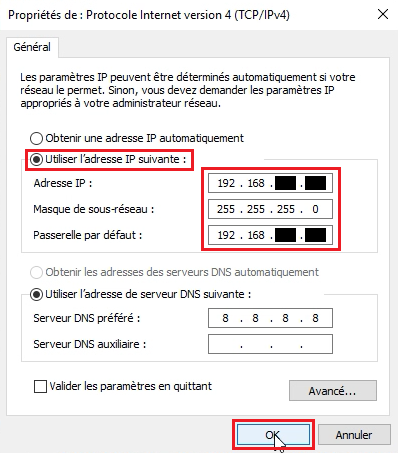 Propriétés de : Protocole Internet version 4 (TCP/IPv4)
Général
Les paramètres IP peuvent être déterminés automatiquement si votre
réseau le permet. Sinon, vous devez demander les paramètres IP
appropriés à votre administrateur réseau.
Obtenir une adresse IP automatiquement
Utiliser l'adresse IP suivante :
Adresse IP : 192 . 168 . .
Masque de sous-réseau : 255 . 255 . 255 . 0
Passerelle par défaut : 192 . 168 . .
Obtenir les adresses des serveurs DNS automatiquement
Utiliser l'adresse de serveur DNS suivante :
Serveur DNS préféré : 8 . 8 . 8 . 8
Serveur DNS auxiliaire : . . .
Valider les paramètres en quittant
Avancé...
OK Annuler